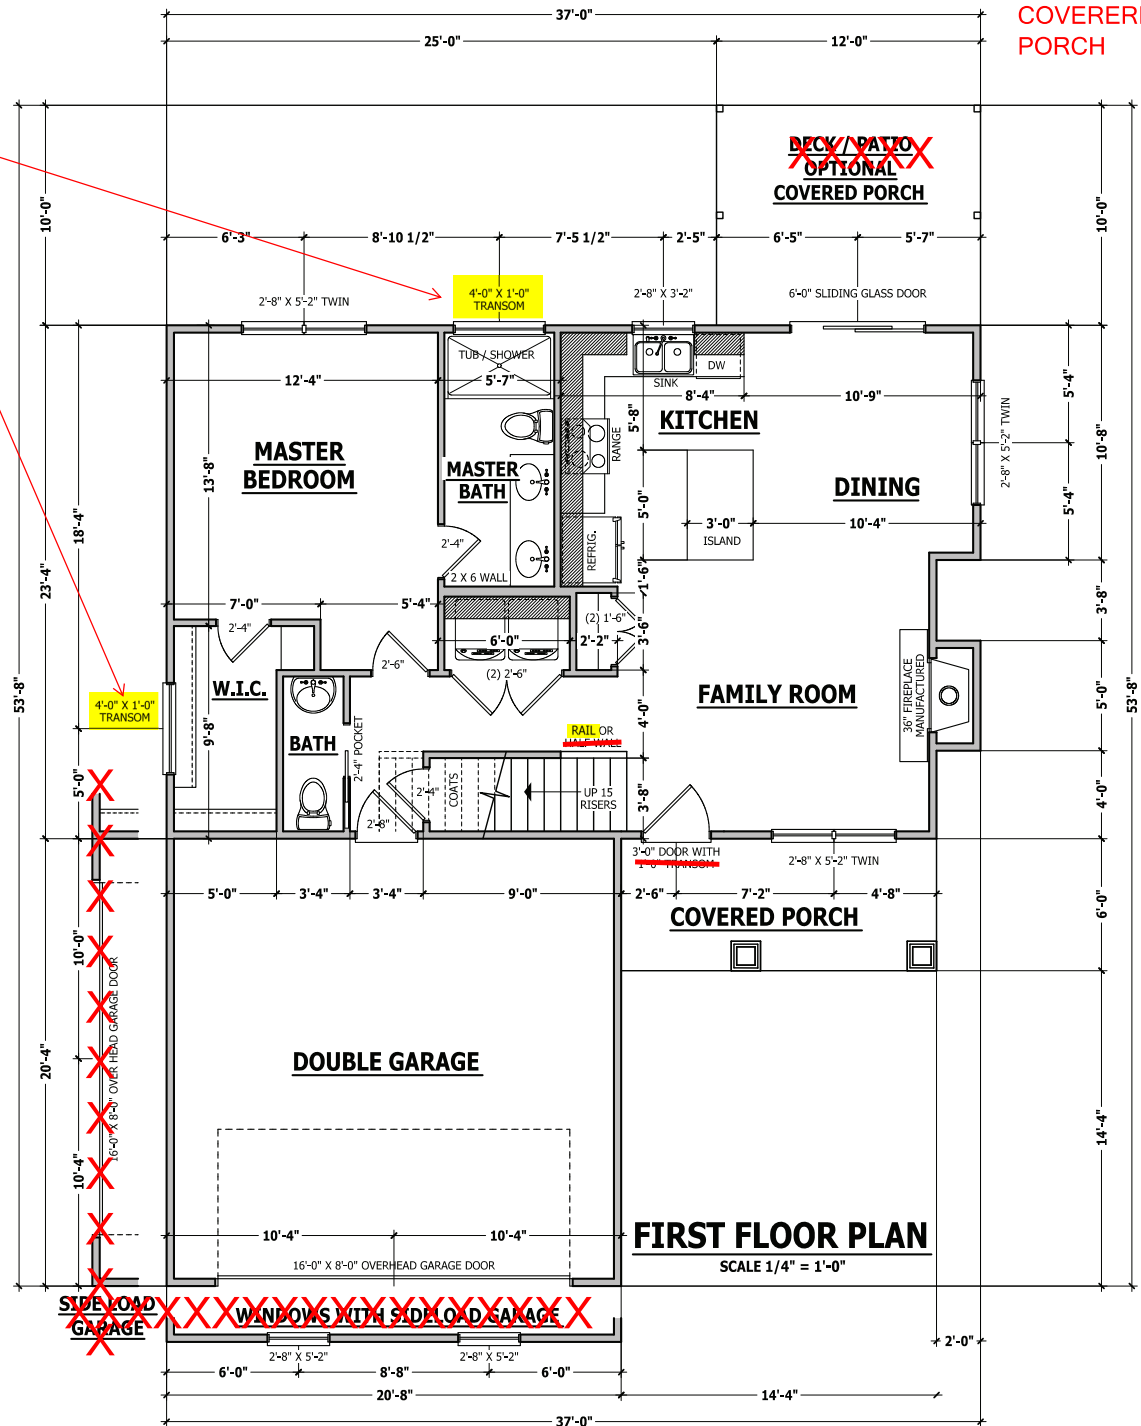 37'-0"
COVERERD
PORCH
25'-0"
12'-0"
DECK / PATIO
OPTIONAL
COVERED PORCH
10'-0"
10'-0"
6'-3"
8'-10 1/2"
7'-5 1/2"
2'-5"
6'-5"
5'-7"
2'-8" X 5'-2" TWIN
4'-0" X 1'-0"
TRANSOM
2'-8" X 3'-2"
6'-0" SLIDING GLASS DOOR
TUB / SHOWER
SINK
DW
12'-4"
5'-7"
8'-4"
10'-9"
5'-4"
5'-8"
KITCHEN
RANGE
2'-8" X 5'-2" TWIN
10'-8"
MASTER
BEDROOM
13'-8"
MASTER
BATH
DINING
18'-4"
5'-0"
3'-0"
10'-4"
ISLAND
5'-4"
2'-4"
REFRIG.
2 X 6 WALL
23'-4"
1'-6"
7'-0"
5'-4"
3'-8"
2'-4"
6'-0"
(2) 1'-6"
2'-2"
3'-6"
2'-6"
(2) 2'-6"
W.I.C.
FAMILY ROOM
36" FIREPLACE
MANUFACTURED
5'-0"
53'-8"
53'-8"
4'-0" X 1'-0"
TRANSOM
9'-8"
BATH
2'-4" POCKET
RAIL OR
HALF WALL
4'-0"
5'-0"
2'-4"
COATS
UP 15
RISERS
3'-8"
4'-0"
2'-8"
3'-0" DOOR WITH
1'-0" TRANSOM
2'-8" X 5'-2" TWIN
5'-0"
3'-4"
3'-4"
9'-0"
2'-6"
7'-2"
4'-8"
COVERED PORCH
6'-0"
10'-0"
16'-0" X 8'-0" OVER HEAD GARAGE DOOR
20'-4"
DOUBLE GARAGE
14'-4"
10'-4"
10'-4"
10'-4"
16'-0" X 8'-0" OVERHEAD GARAGE DOOR
FIRST FLOOR PLAN
SCALE 1/4" = 1'-0"
SIDE LOAD
GARAGE
WINDOWS WITH SIDELOAD GARAGE
2'-8" X 5'-2"
2'-8" X 5'-2"
2'-0"
6'-0"
8'-8"
6'-0"
20'-8"
14'-4"
37'-0"